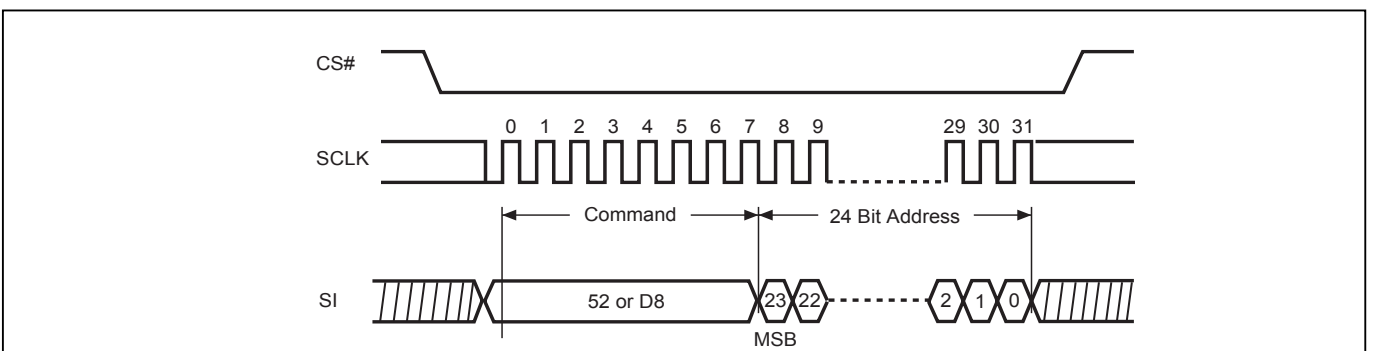 CS#
0 1 2 3 4 5 6 7 8 9 29 30 31
SCLK
Command 24 Bit Address
SI 52 or D8 23 22 2 1 0
MSB